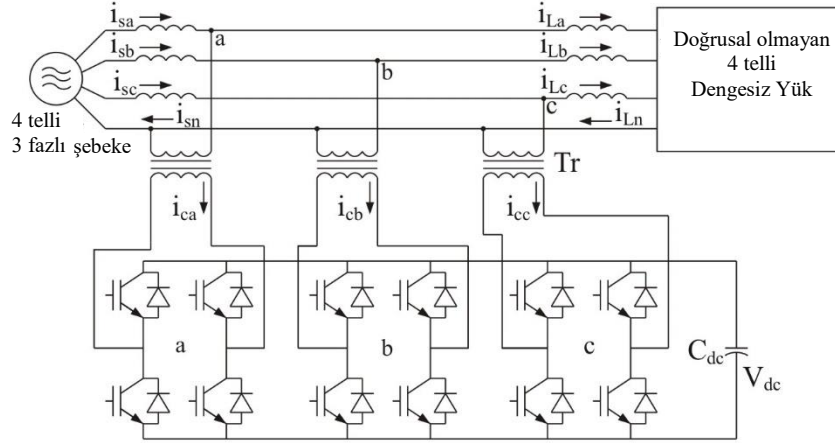 i_sa
i_sb
i_sc
i_sn
a
b
c
i_La
i_Lb
i_Lc
i_Ln
Doğrusal olmayan
4 telli
Dengesiz Yük
4 telli
3 fazlı şebeke
Tr
i_ca
i_cb
i_cc
a
b
c
C_dc
V_dc